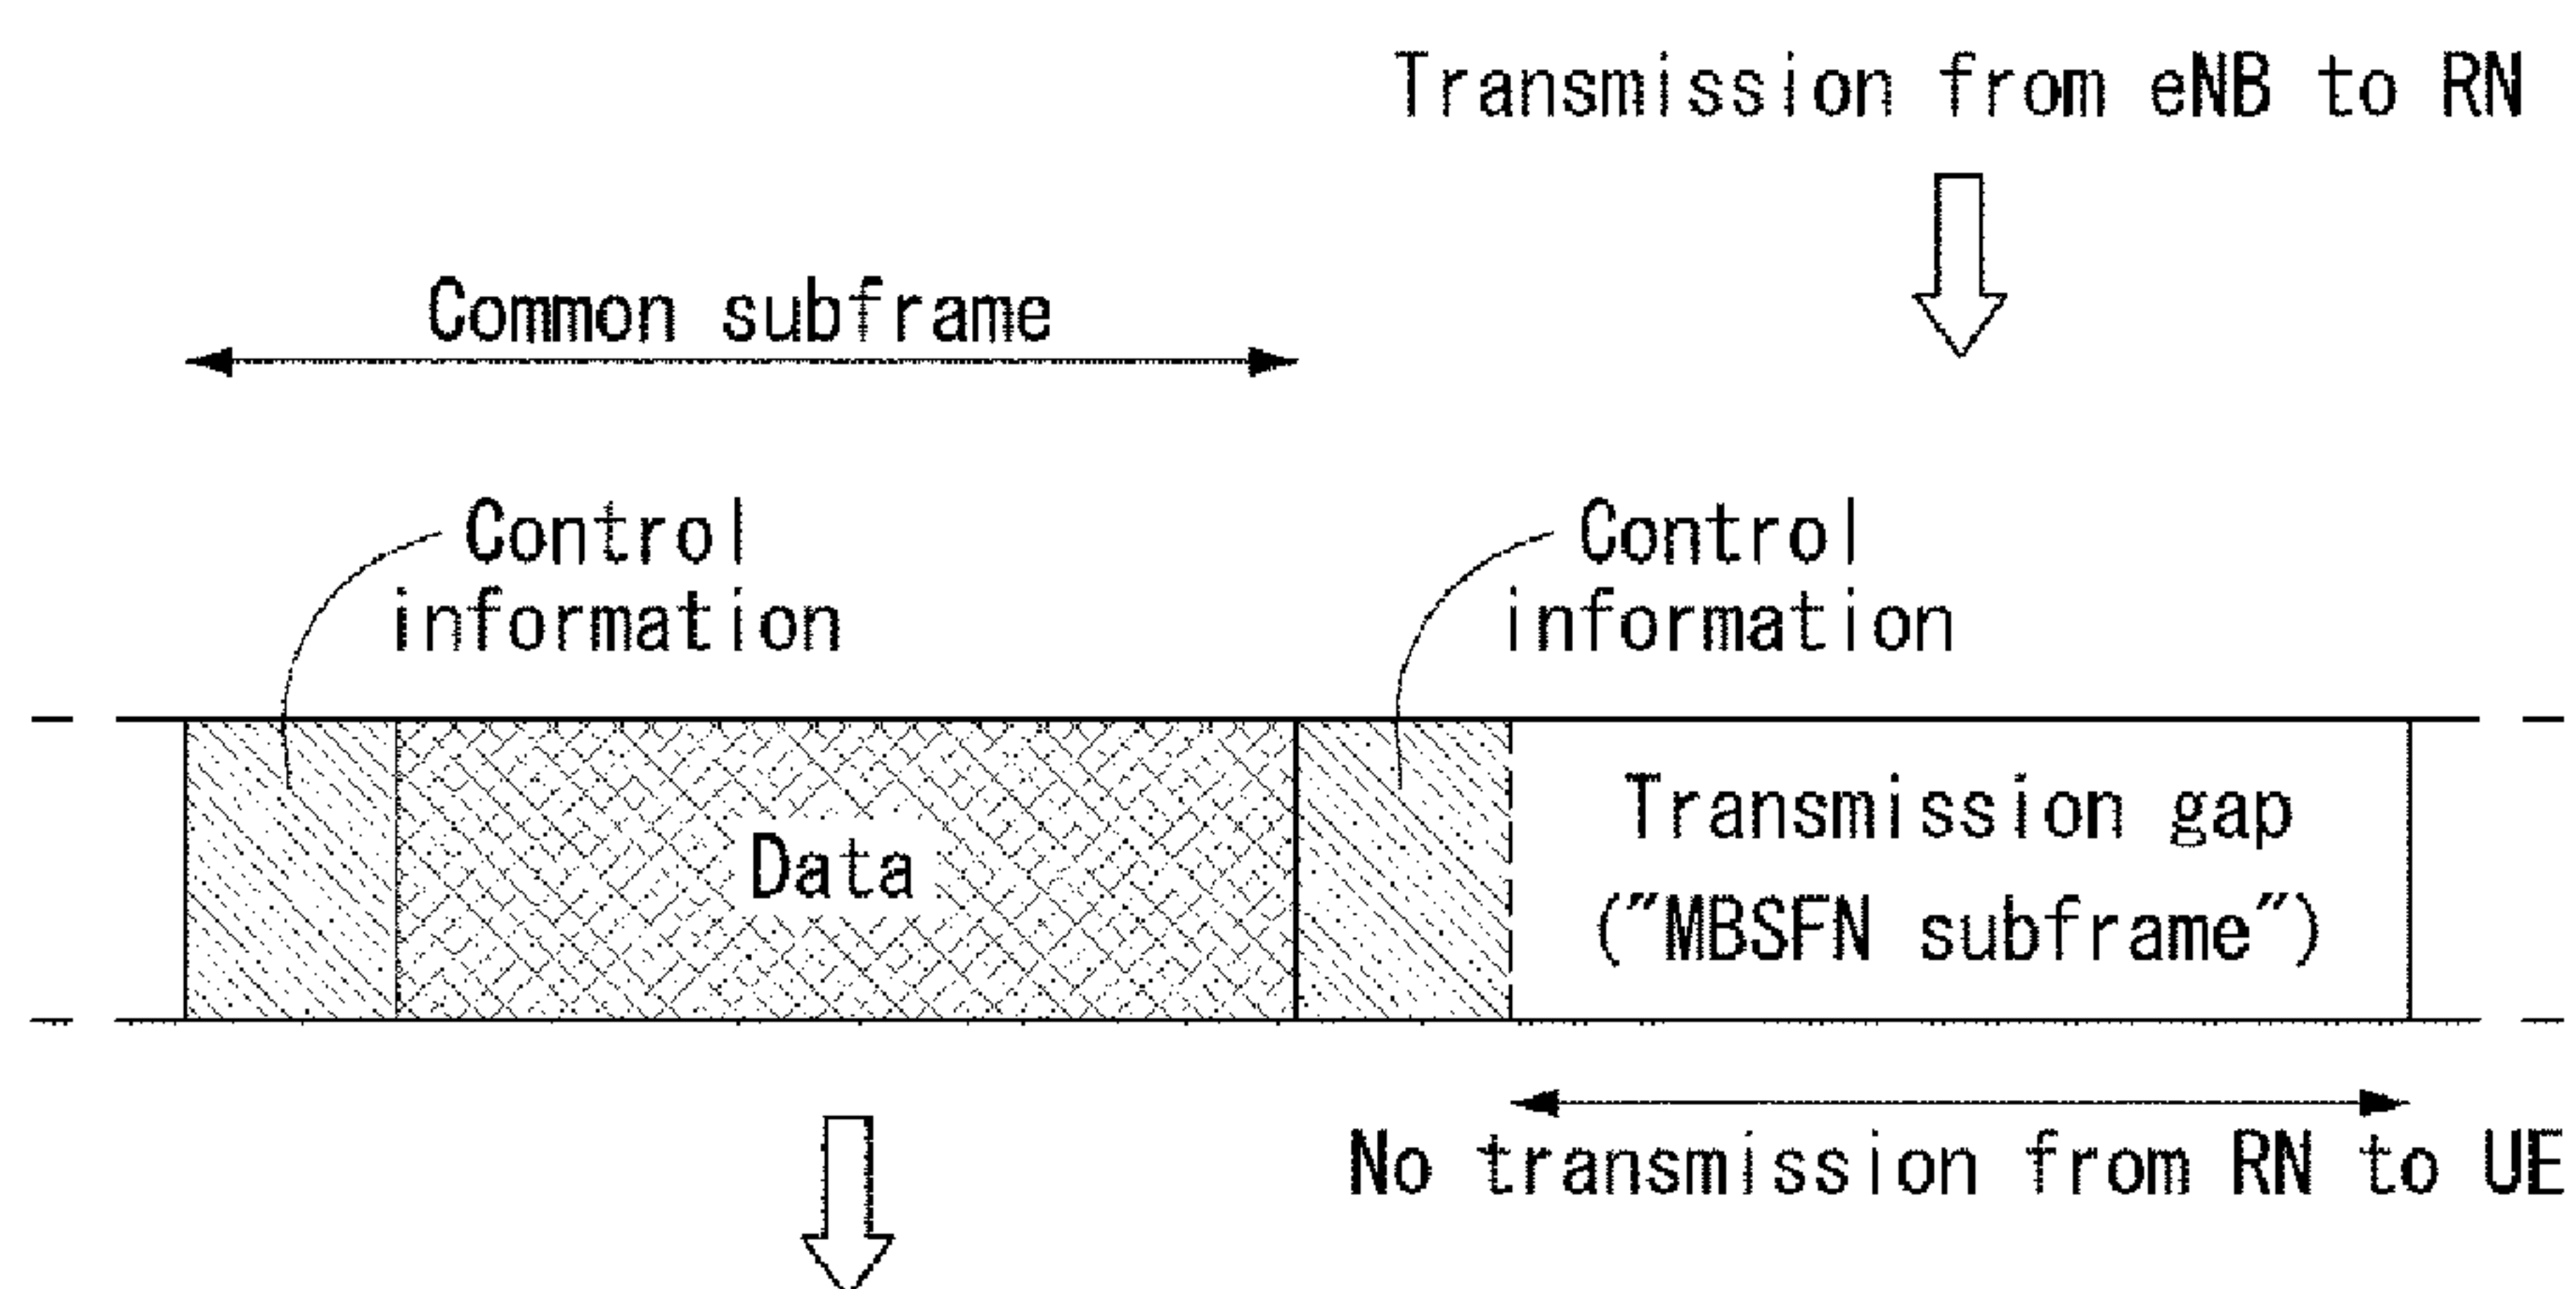 Transmission from eNB to RN
Common subframe
Control
information
Control
information
Data
Transmission gap
("MBSFN subframe")
No transmission from RN to UE